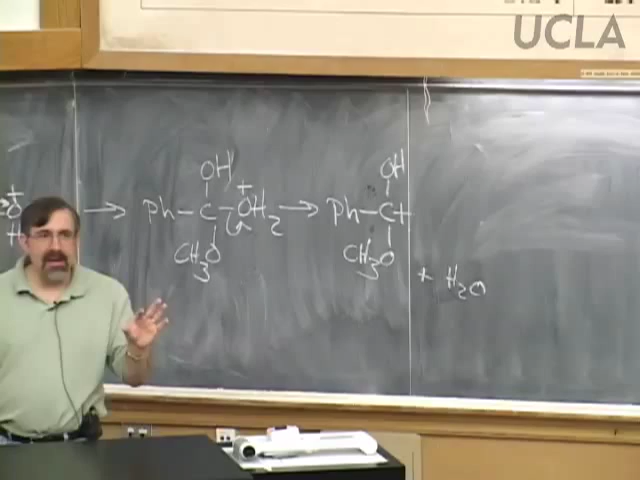 UCLA
OH OH
+ +
O → Ph-C-OH2 → Ph-C+
H
CH3O CH3O
+ H2O